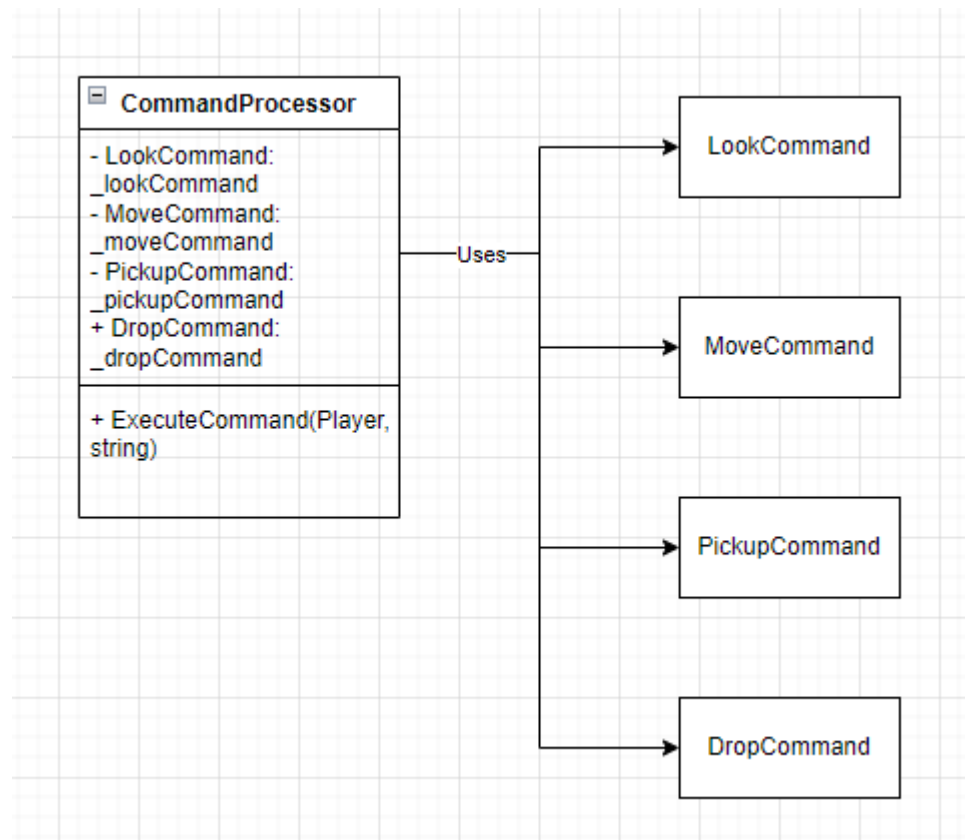 CommandProcessor
- LookCommand:
_lookCommand
- MoveCommand:
_moveCommand
- PickupCommand:
_pickupCommand
+ DropCommand:
_dropCommand
+ ExecuteCommand(Player,
string)
Uses
LookCommand
MoveCommand
PickupCommand
DropCommand